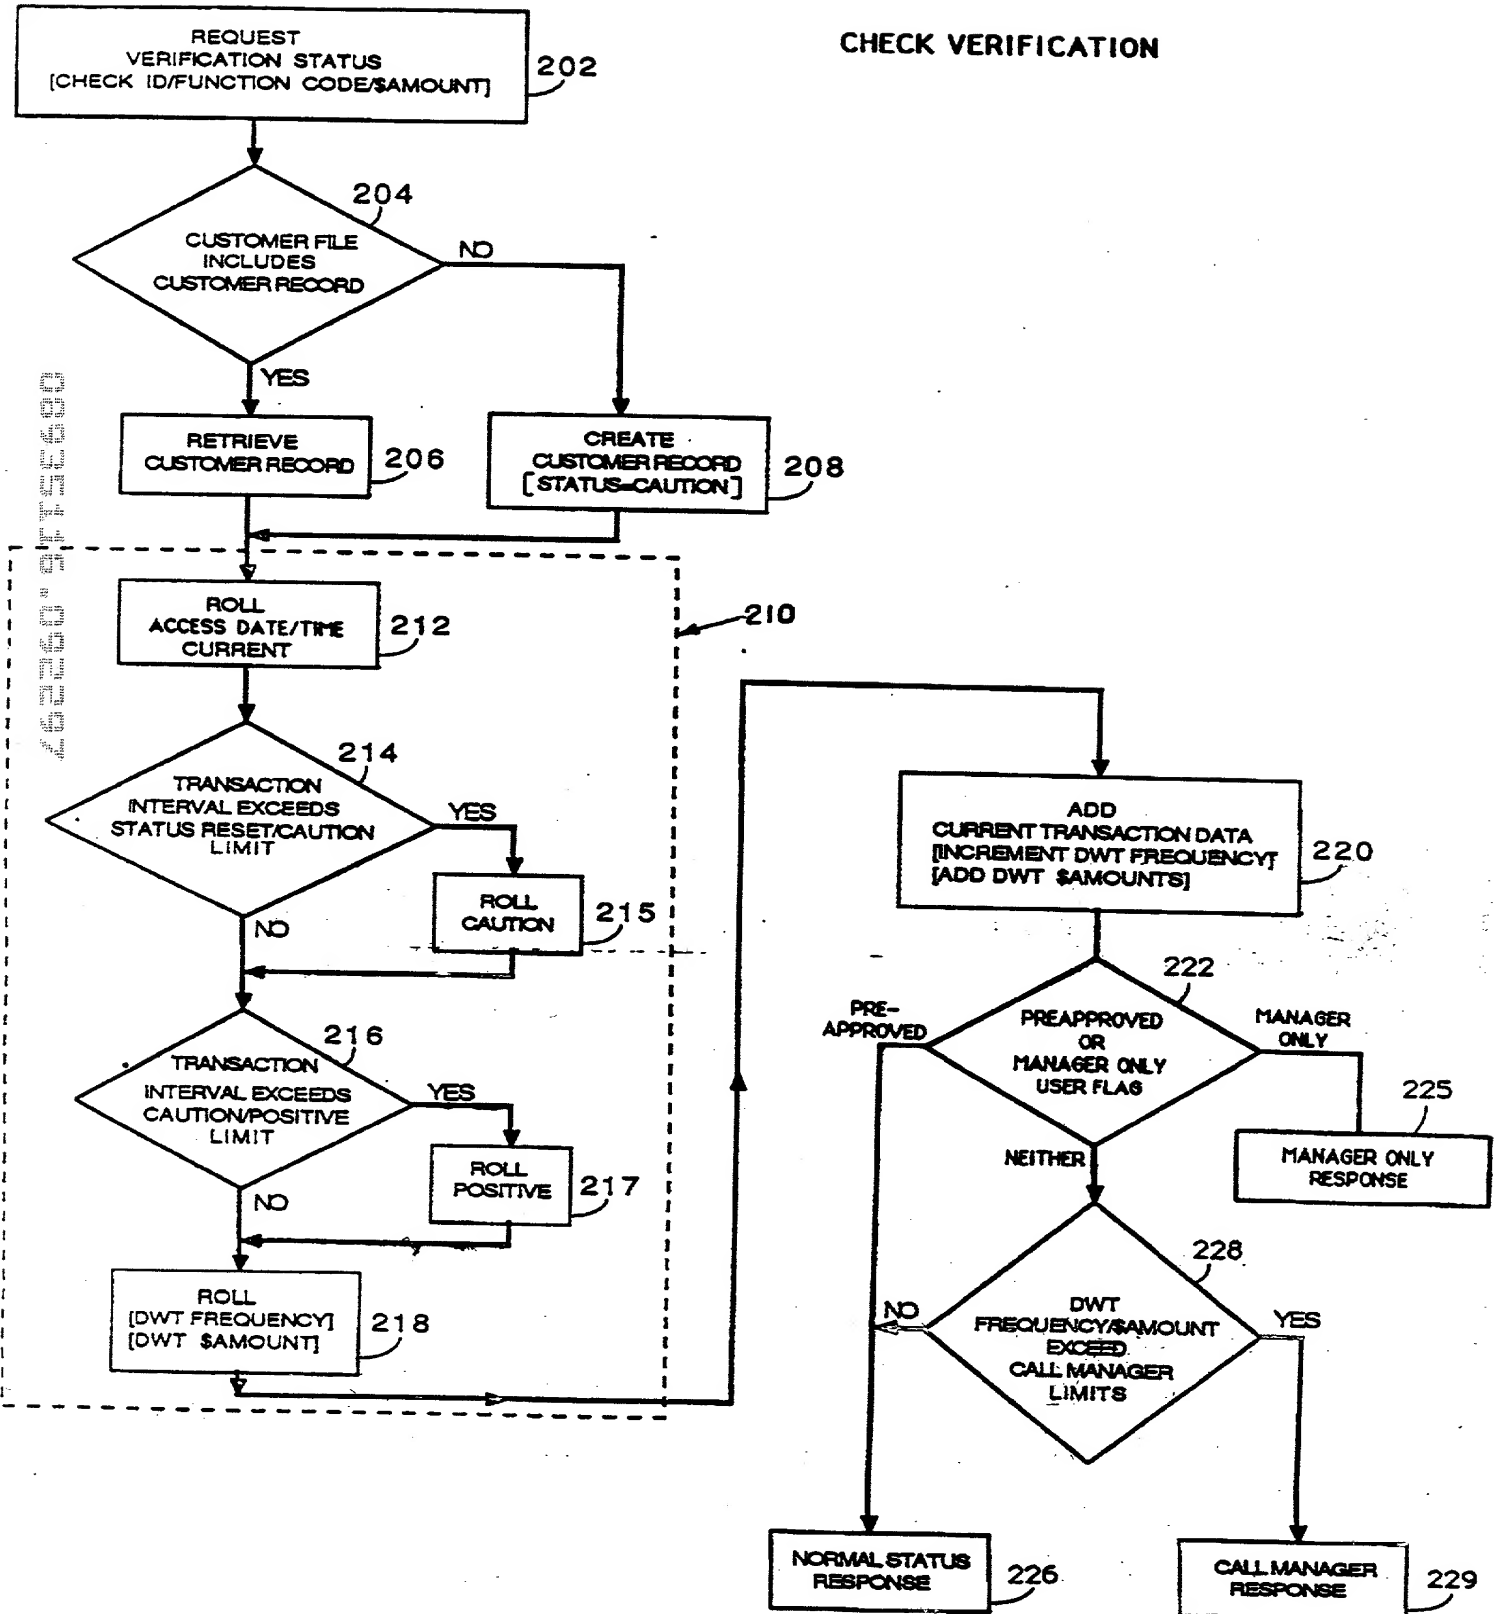 CHECK VERIFICATION
REQUEST
VERIFICATION STATUS
[CHECK ID/FUNCTION CODE/$AMOUNT]
202
204
CUSTOMER FILE
INCLUDES
CUSTOMER RECORD
NO
YES
RETRIEVE
CUSTOMER RECORD
206
CREATE
CUSTOMER RECORD
[STATUS=CAUTION]
208
210
ROLL
ACCESS DATE/TIME
CURRENT
212
214
TRANSACTION
INTERVAL EXCEEDS
STATUS RESET/CAUTION
LIMIT
YES
NO
ROLL
CAUTION
215
216
TRANSACTION
INTERVAL EXCEEDS
CAUTION/POSITIVE
LIMIT
YES
NO
ROLL
POSITIVE
217
ROLL
[DWT FREQUENCY]
[DWT $AMOUNT]
218
ADD
CURRENT TRANSACTION DATA
[INCREMENT DWT FREQUENCY]
[ADD DWT $AMOUNTS]
220
222
PREAPPROVED
OR
MANAGER ONLY
USER FLAG
PRE-
APPROVED
MANAGER
ONLY
NEITHER
225
MANAGER ONLY
RESPONSE
228
DWT
FREQUENCY/$AMOUNT
EXCEED
CALL MANAGER
LIMITS
NO
YES
NORMAL STATUS
RESPONSE
226
CALL MANAGER
RESPONSE
229